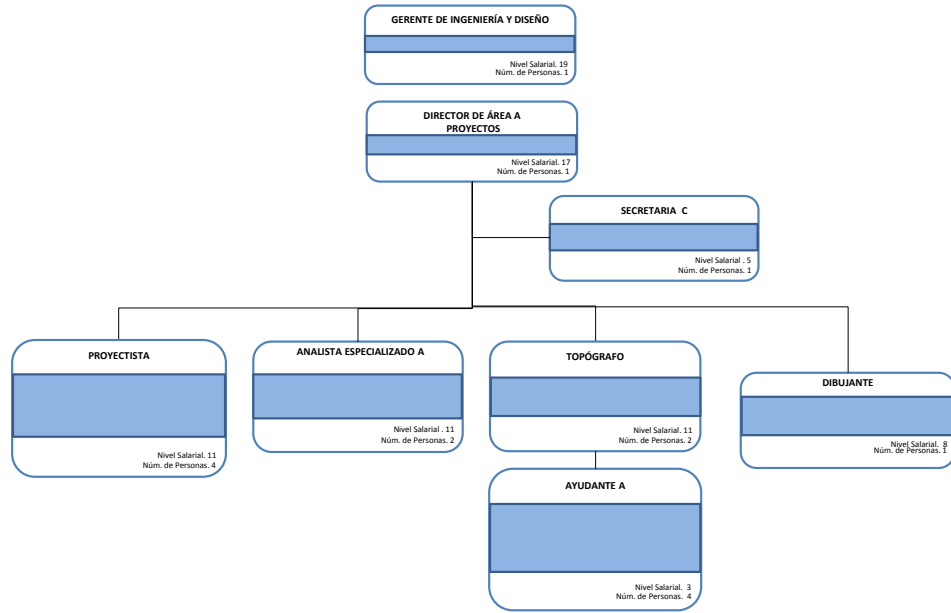 GERENTE DE INGENIERÍA Y DISEÑO
Nivel Salarial. 19
Núm. de Personas. 1
DIRECTOR DE ÁREA A
PROYECTOS
Nivel Salarial. 17
Núm. de Personas. 1
SECRETARIA C
Nivel Salarial . 5
Núm. de Personas. 1
PROYECTISTA
Nivel Salarial. 11
Núm. de Personas. 4
ANALISTA ESPECIALIZADO A
Nivel Salarial . 11
Núm. de Personas. 2
TOPÓGRAFO
Nivel Salarial. 11
Núm. de Personas. 2
DIBUJANTE
Nivel Salarial. 8
Núm. de Personas. 1
AYUDANTE A
Nivel Salarial. 3
Núm. de Personas. 4